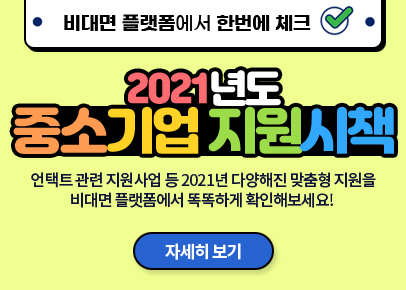 비대면 플랫폼에서 한번에 체크
2021년도
중소기업 지원시책
언택트 관련 지원사업 등 2021년 다양해진 맞춤형 지원을
비대면 플랫폼에서 똑똑하게 확인해보세요!
자세히 보기